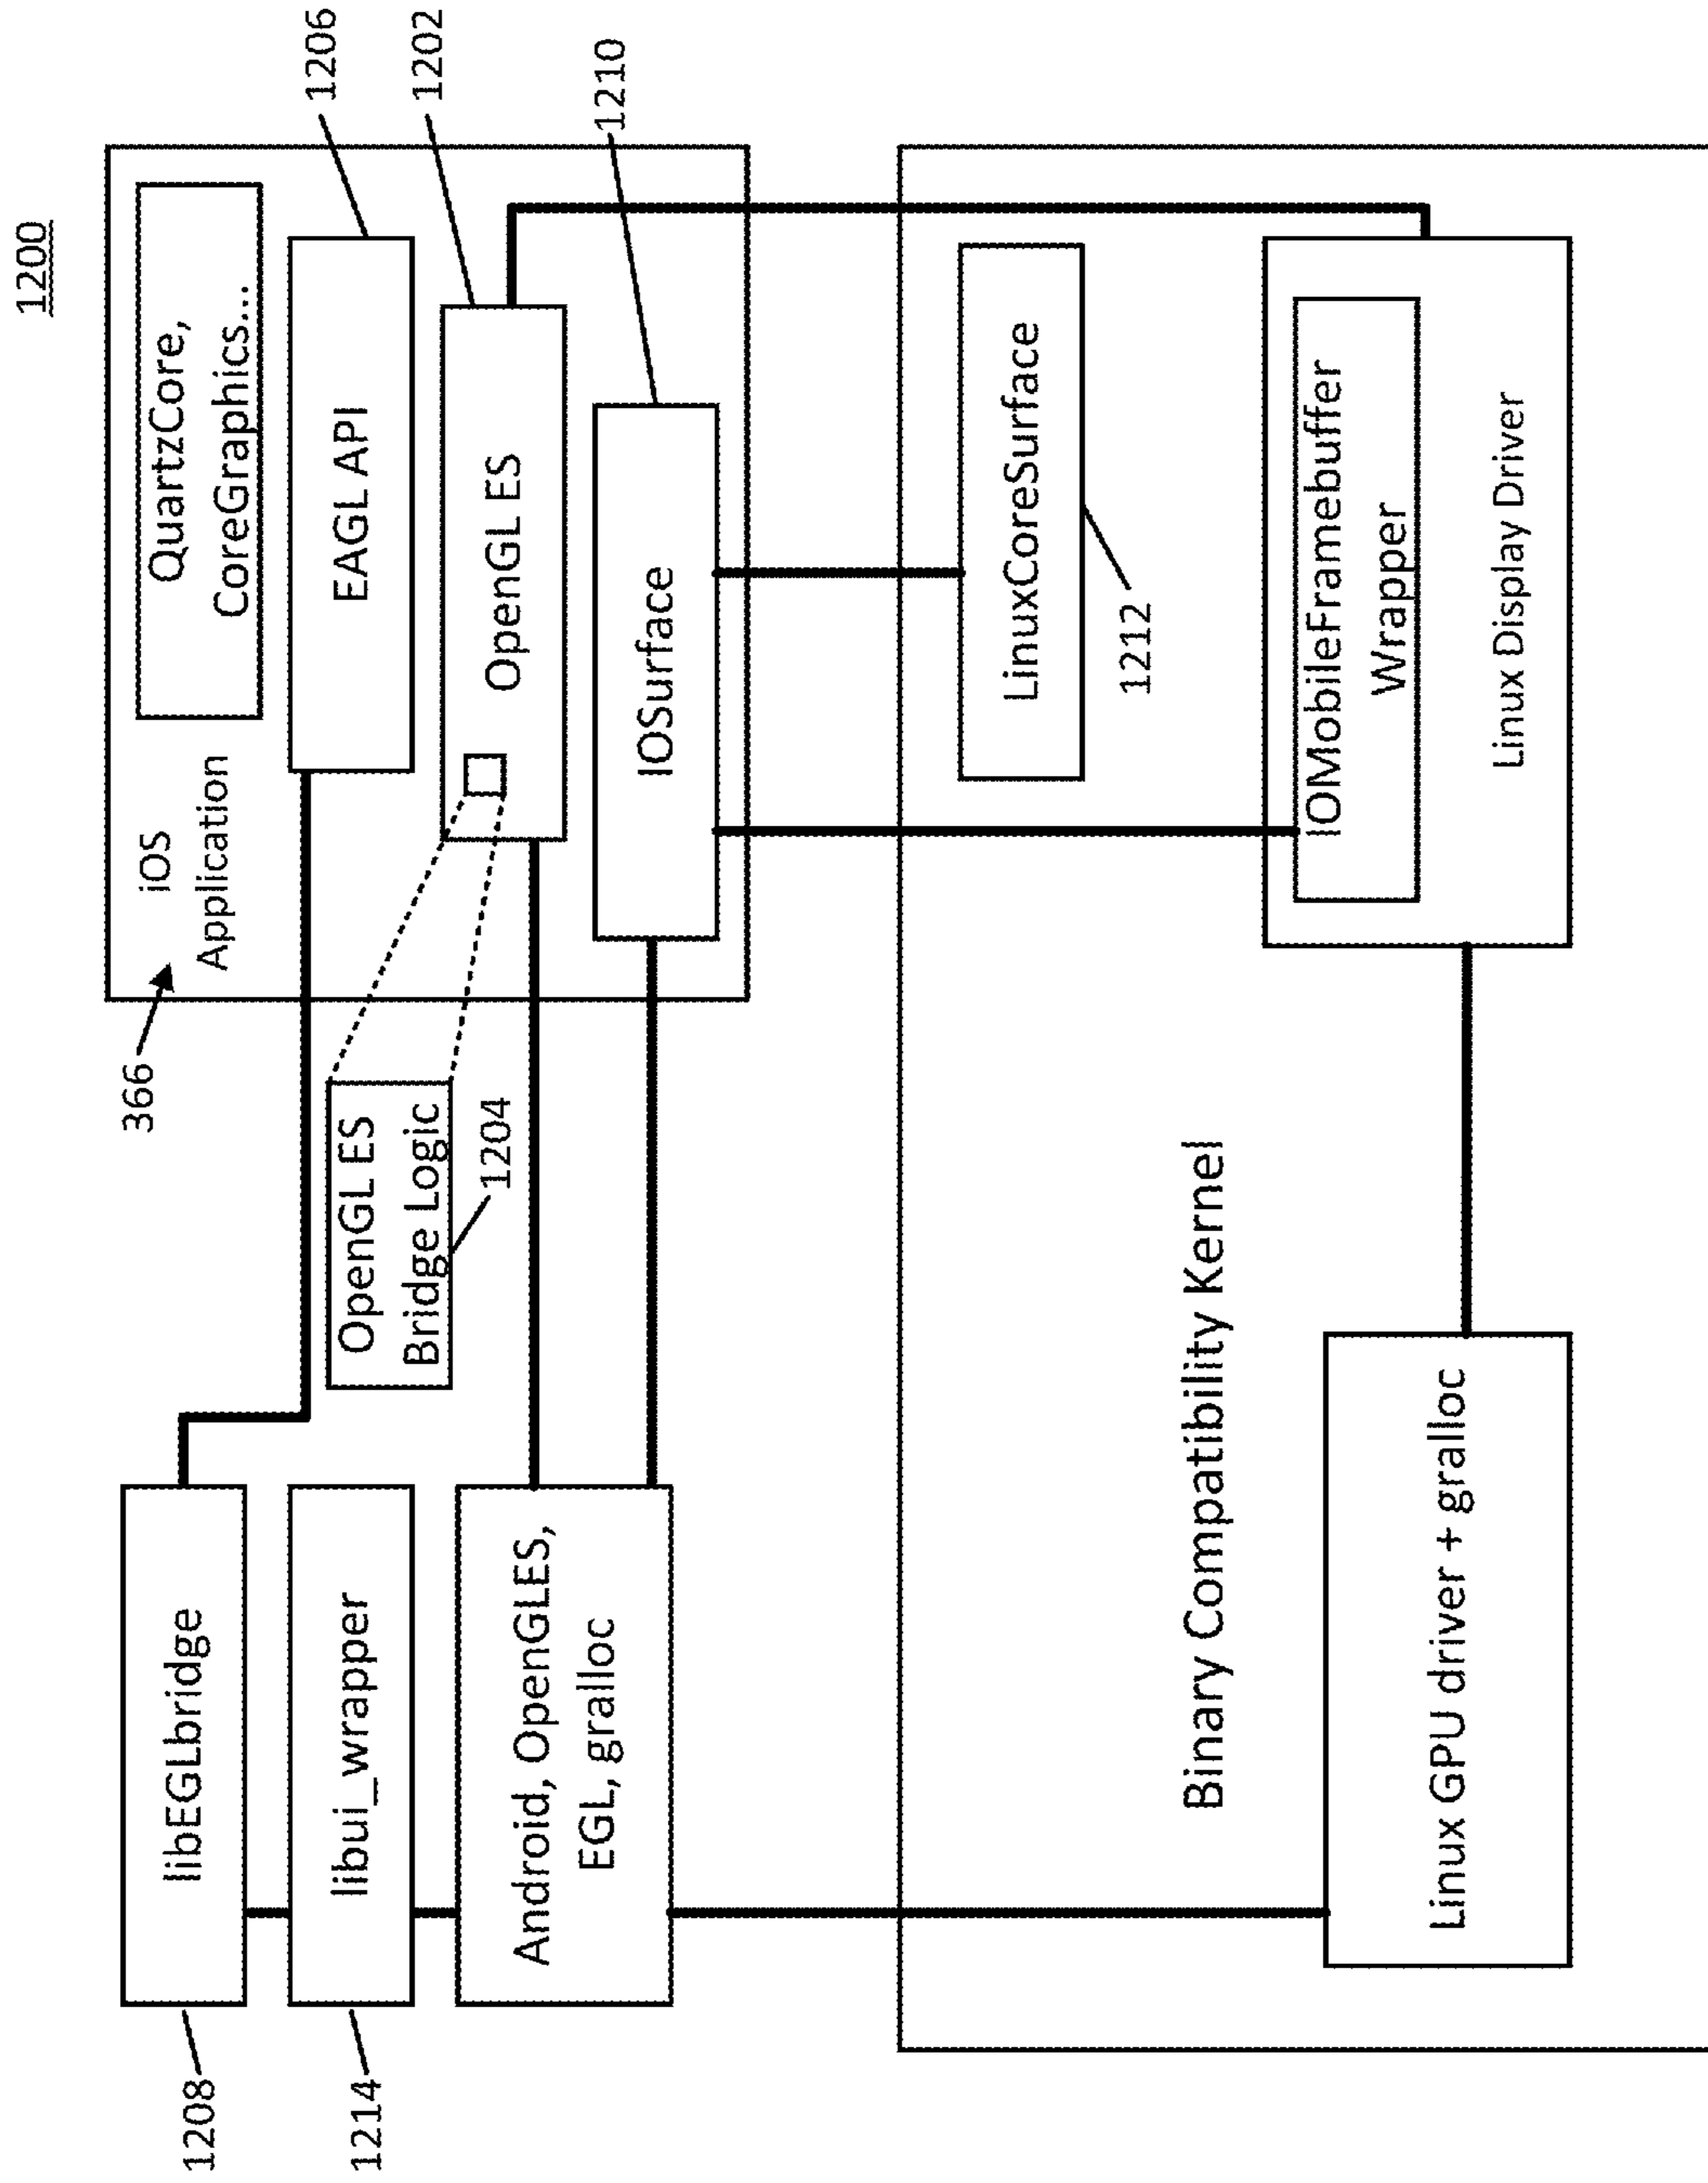 1200
1208
libEGLbridge
1214
libui_wrapper
Android, OpenGLES,
EGL, gralloc
OpenGL ES
Bridge Logic
1204
366
iOS
Application
QuartzCore,
CoreGraphics...
EAGL API
1206
OpenGL ES
1202
IOSurface
1210
Binary Compatibility Kernel
LinuxCoreSurface
1212
Linux GPU driver + gralloc
IOMobileFramebuffer
Wrapper
Linux Display Driver